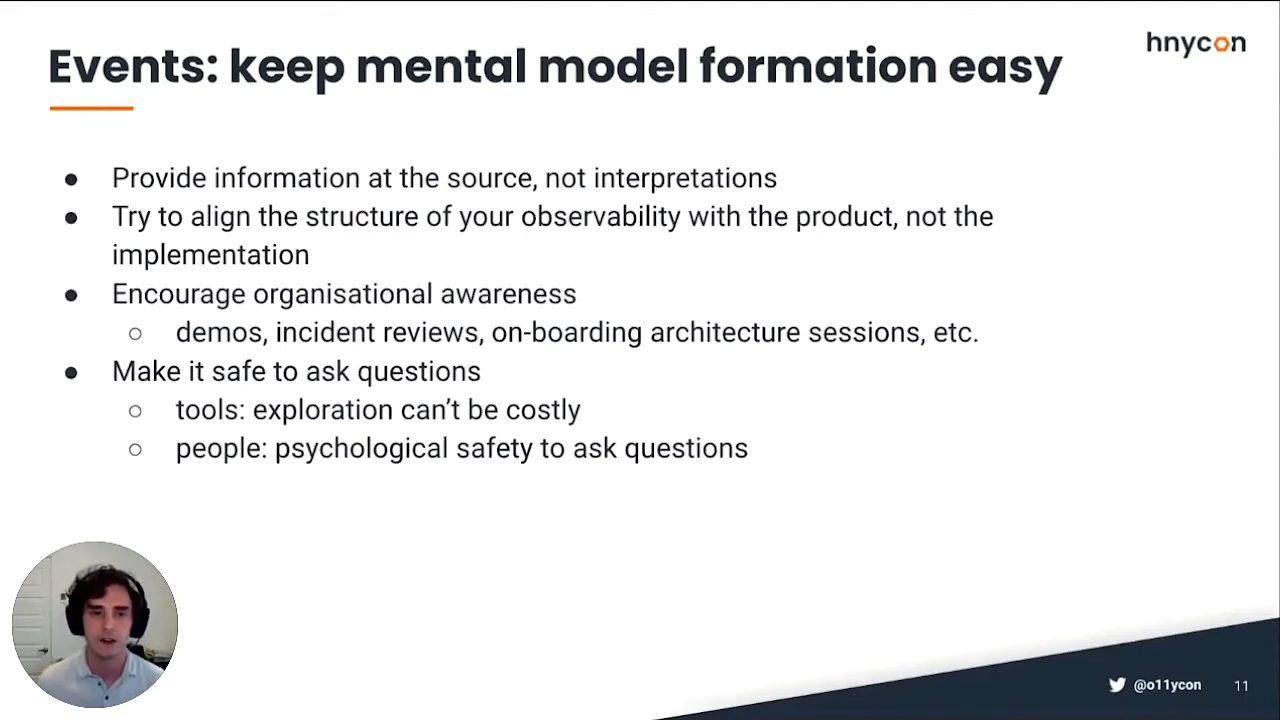 Events: keep mental model formation easy
hnycon
● Provide information at the source, not interpretations
● Try to align the structure of your observability with the product, not the
implementation
● Encourage organisational awareness
○ demos, incident reviews, on-boarding architecture sessions, etc.
● Make it safe to ask questions
○ tools: exploration can’t be costly
○ people: psychological safety to ask questions
@o11ycon 11